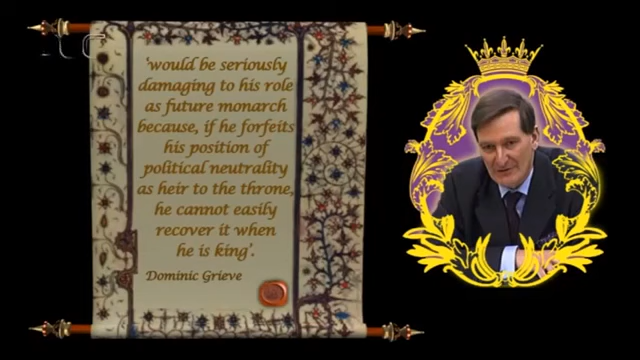 'would be seriously
damaging to his role
as future monarch
because, if he forfeits
his position of
political neutrality
as heir to the throne,
he cannot easily
recover it when
he is king'.
Dominic Grieve